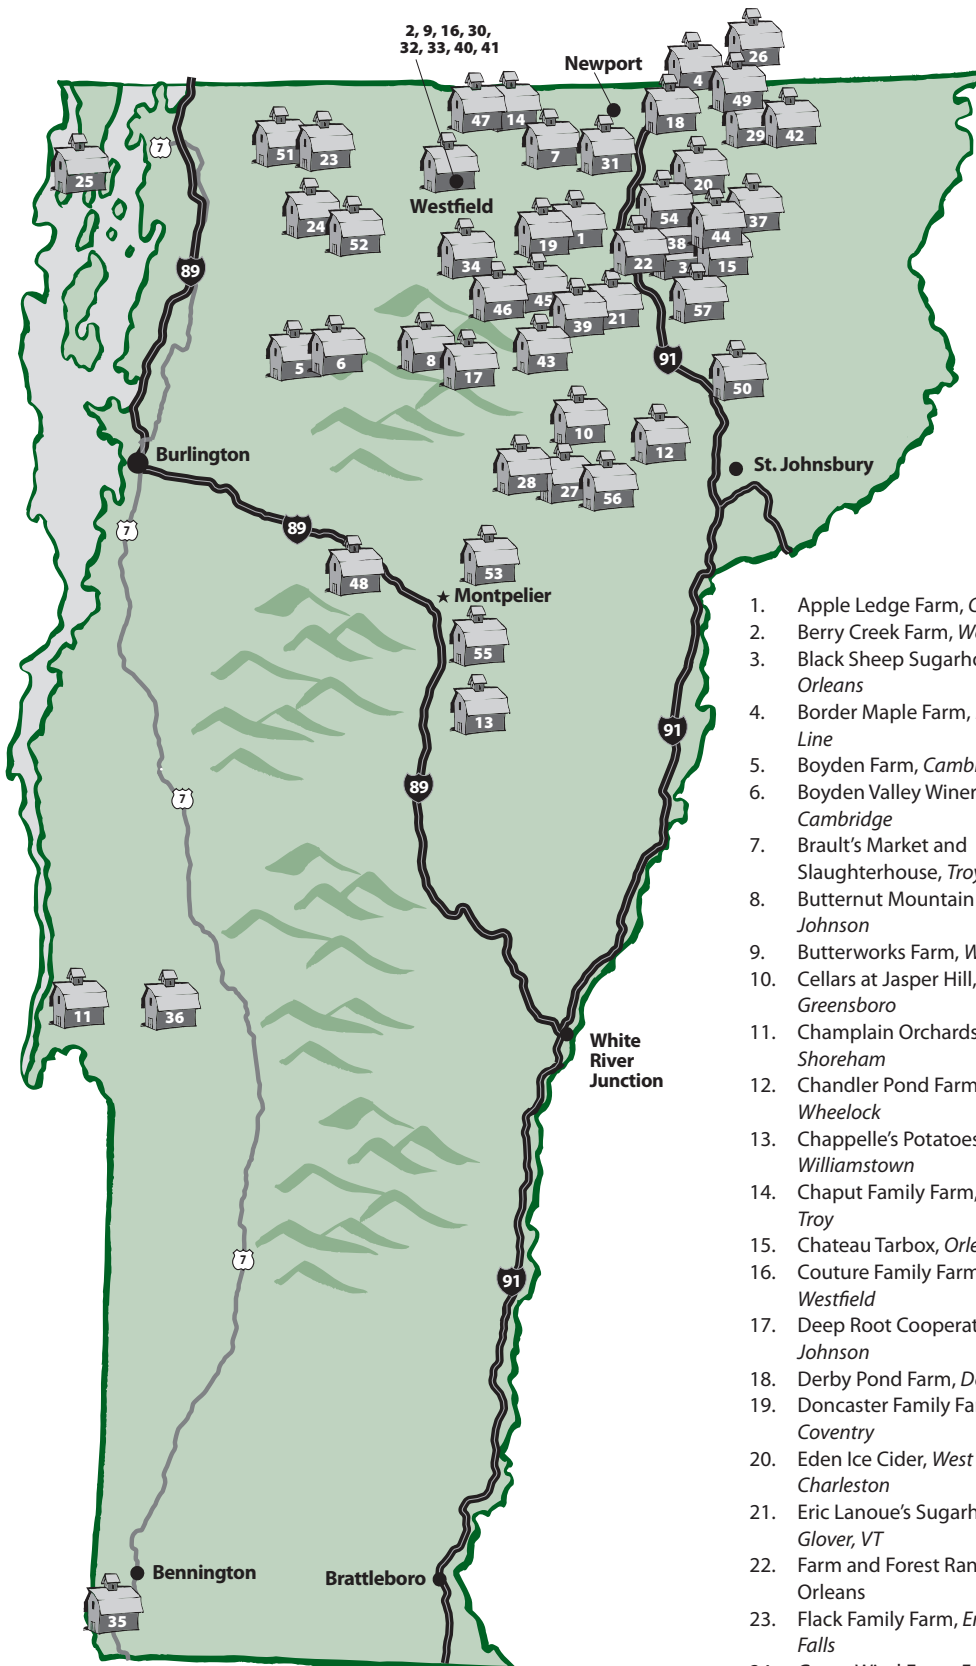 2, 9, 16, 30,
32, 33, 40, 41
Newport
26
4
49
47
14
18
29
42
7
51
23
7
31
25
20
Westfield
54
37
24
52
19
1
38
44
34
22
3
15
89
46
45
39
21
57
5
6
8
17
43
91
50
10
12
Burlington
St. Johnsbury
28
27
56
7
89
48
53
Montpelier
55
13
91
89
7
11
36
White
River
Junction
7
91
Bennington
Brattleboro
35
1. Apple Ledge Farm,
2. Berry Creek Farm,
3. Black Sheep
Orleans
4. Border Maple Farm,
Line
5. Boyden Farm,
6. Boyden Valley
Cambridge
7. Brault's Market and
Slaughterhouse,
8. Butternut Mountain
Johnson
9. Butterworks Farm,
10. Cellars at Jasper Hill,
Greensboro
11. Champlain Orchards
Shoreham
12. Chandler Pond Farm
Wheelock
13. Chappelle's Potatoes
Williamstown
14. Chaput Family Farm,
Troy
15. Chateau Tarbox,
16. Couture Family Farm
Westfield
17. Deep Root
Johnson
18. Derby Pond Farm,
19. Doncaster Family
Coventry
20. Eden Ice Cider, West
Charleston
21. Eric Lanoue's
Glover, VT
22. Farm and Forest
Orleans
23. Flack Family Farm,
Falls